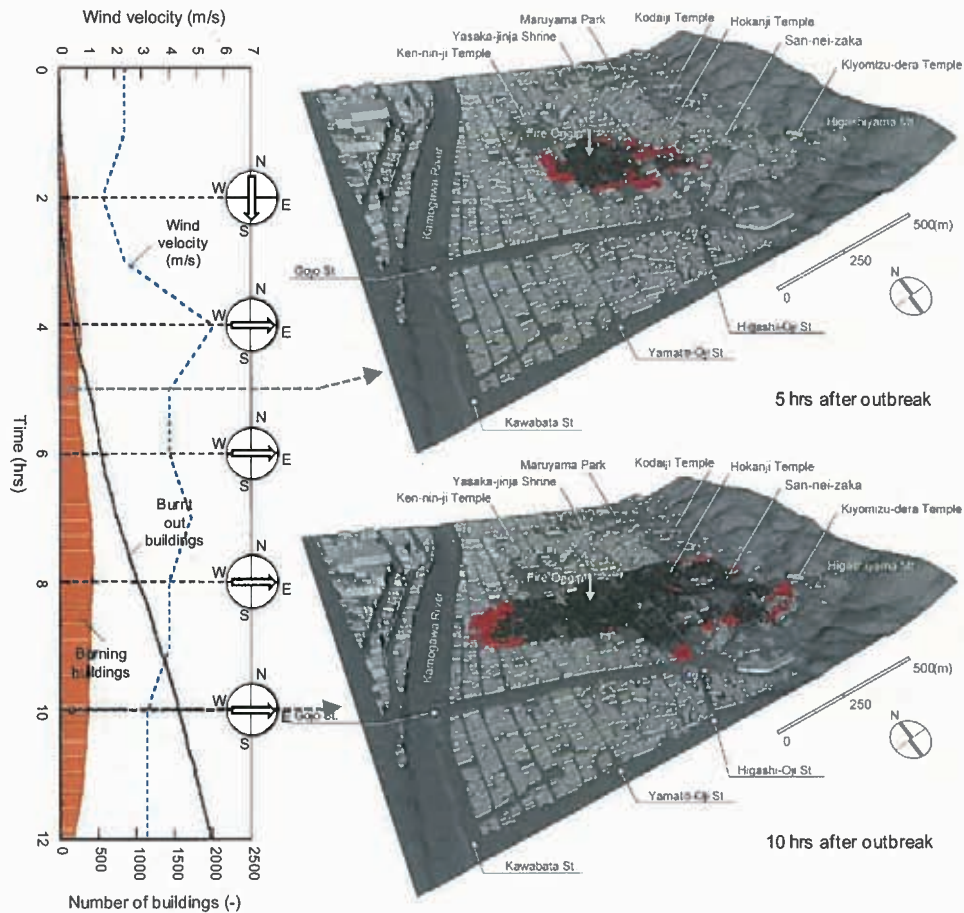 Wind velocity (m/s)
0 1 2 3 4 5 6 7
0
2
4
6
8
10
12
Time (hrs)
Wind
velocity
(m/s)
Burnt
out
buildings
Burning
buildings
0 500 1000 1500 2000 2500
Number of buildings (-)
N
W
E
S
N
W
E
S
N
W
E
S
N
W
E
S
N
W
E
S
Maruyama Park
Kodaiji Temple
Hokanji Temple
Yasaka-jinja Shrine
San-nei-zaka
Ken-nin-ji Temple
Kiyomizu-dera Temple
Higashiyama Mt.
Fire Origin
Kamogawa River
Gojo St.
500(m)
250
0
N
Higashi-Oji St
Yamato-Oji St
Kawabata St
5 hrs after outbreak
Maruyama Park
Kodaiji Temple
Hokanji Temple
Yasaka-jinja Shrine
San-nei-zaka
Ken-nin-ji Temple
Kiyomizu-dera Temple
Higashiyama Mt.
Fire Origin
Kamogawa River
Gojo St.
500(m)
250
0
N
Higashi-Oji St
Yamato-Oji St
Kawabata St
10 hrs after outbreak